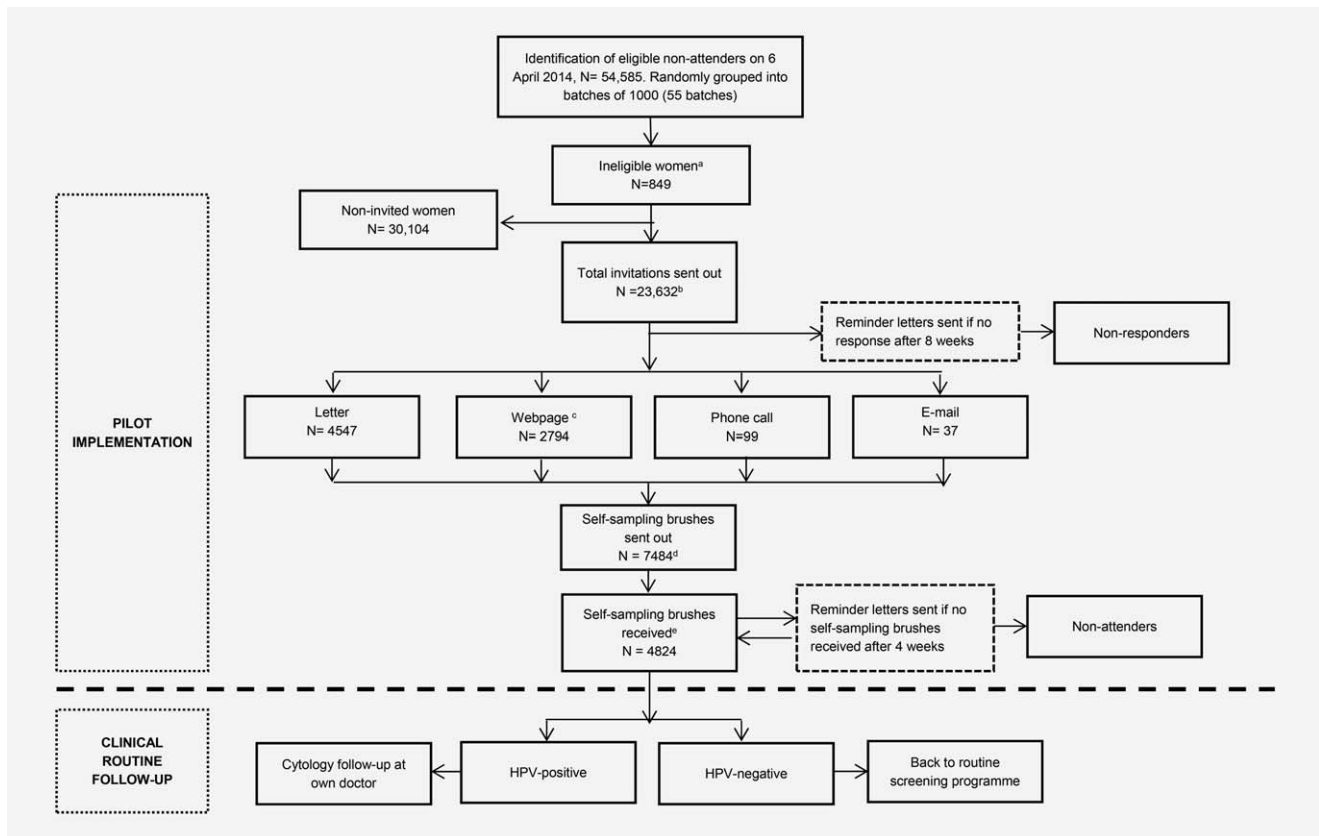 Identification of eligible non-attenders on 6
April 2014, N= 54,585. Randomly grouped into
batches of 1000 (55 batches)
Ineligible womenᵃ
N=849
Non-invited women
N= 30,104
Total invitations sent out
N =23,632ᵇ
Reminder letters sent if no
response after 8 weeks
Non-responders
PILOT
IMPLEMENTATION
Letter
N= 4547
Webpage ᶜ
N= 2794
Phone call
N=99
E-mail
N= 37
Self-sampling brushes
sent out
N = 7484ᵈ
Self-sampling brushes
receivedᵉ
N = 4824
Reminder letters sent if no
self-sampling brushes
received after 4 weeks
Non-attenders
CLINICAL
ROUTINE
FOLLOW-UP
Cytology follow-up at
own doctor
HPV-positive
HPV-negative
Back to routine
screening programme